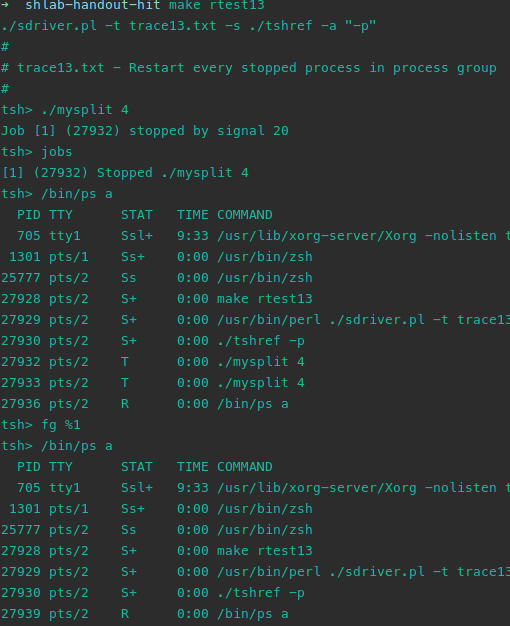 ➜  shlab-handout-hit make rtest13
./sdriver.pl -t trace13.txt -s ./tshref -a "-p"
#
# trace13.txt - Restart every stopped process in process group
#
tsh> ./mysplit 4
Job [1] (27932) stopped by signal 20
tsh> jobs
[1] (27932) Stopped ./mysplit 4
tsh> /bin/ps a
  PID TTY      STAT   TIME COMMAND
  705 tty1     Ssl+   9:33 /usr/lib/xorg-server/Xorg -nolisten t
 1301 pts/1    Ss+    0:00 /usr/bin/zsh
25777 pts/2    Ss     0:00 /usr/bin/zsh
27928 pts/2    S+     0:00 make rtest13
27929 pts/2    S+     0:00 /usr/bin/perl ./sdriver.pl -t trace13
27930 pts/2    S+     0:00 ./tshref -p
27932 pts/2    T      0:00 ./mysplit 4
27933 pts/2    T      0:00 ./mysplit 4
27936 pts/2    R      0:00 /bin/ps a
tsh> fg %1
tsh> /bin/ps a
  PID TTY      STAT   TIME COMMAND
  705 tty1     Ssl+   9:33 /usr/lib/xorg-server/Xorg -nolisten t
 1301 pts/1    Ss+    0:00 /usr/bin/zsh
25777 pts/2    Ss     0:00 /usr/bin/zsh
27928 pts/2    S+     0:00 make rtest13
27929 pts/2    S+     0:00 /usr/bin/perl ./sdriver.pl -t trace13
27930 pts/2    S+     0:00 ./tshref -p
27939 pts/2    R      0:00 /bin/ps a